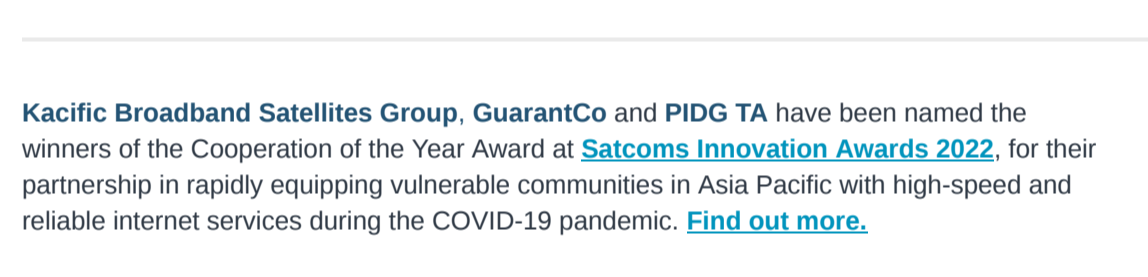 Kacific Broadband Satellites Group, GuarantCo and PIDG TA have been named the
winners of the Cooperation of the Year Award at Satcoms Innovation Awards 2022, for their
partnership in rapidly equipping vulnerable communities in Asia Pacific with high-speed and
reliable internet services during the COVID-19 pandemic. Find out more.